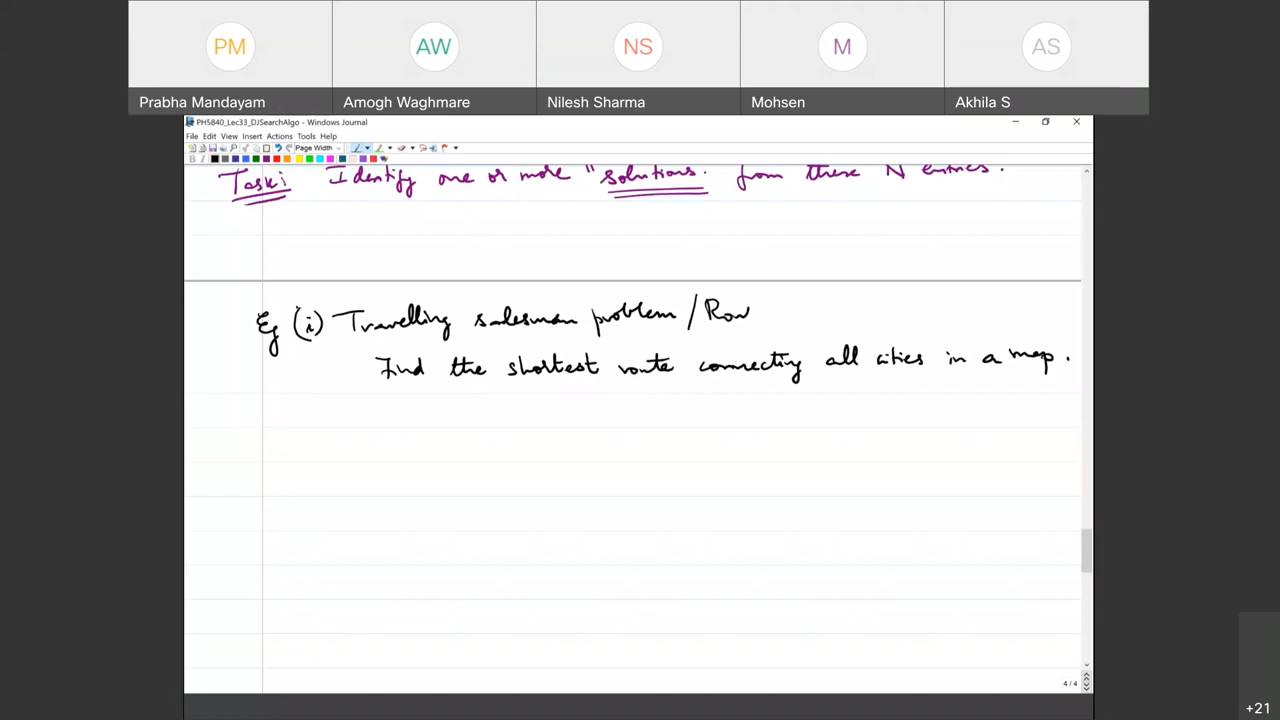 PM
AW
NS
M
AS
Prabha Mandayam
Amogh Waghmare
Nilesh Sharma
Mohsen
Akhila S
PH5840_Lec33_DJSearchAlgo - Windows Journal
File Edit View Insert Actions Tools Help
Page Width
B I
Task: Identify one or more "solutions. from these N entries.
Eg (i) Travelling salesman problem / Rou
Find the shortest route connecting all cities in a map.
4 / 4
+21